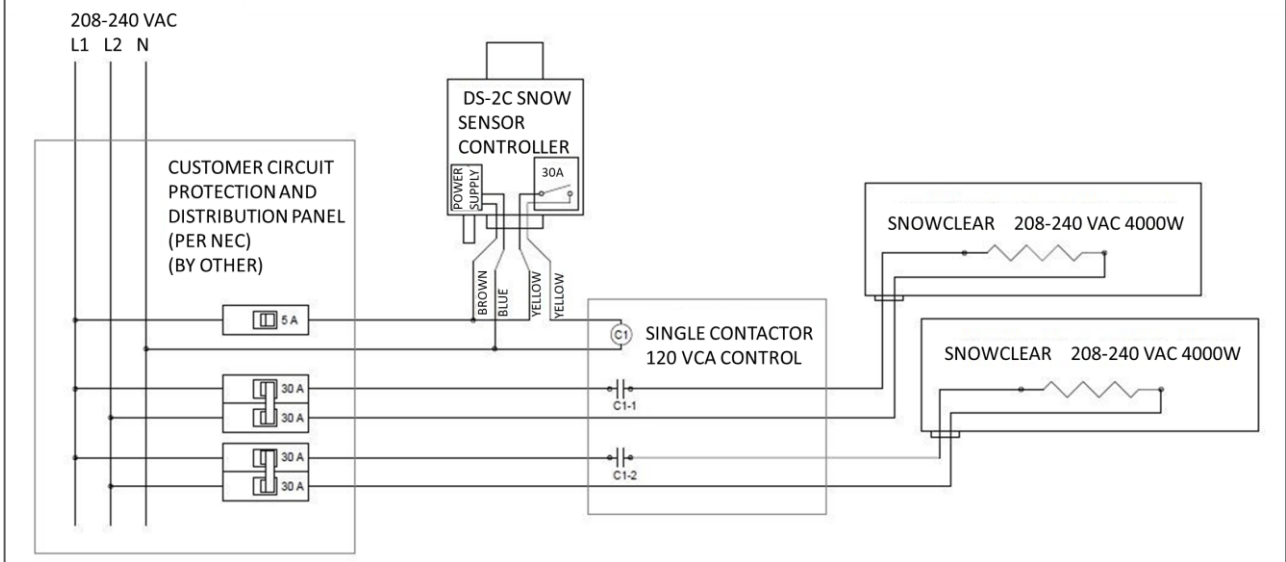 208-240 VAC
L1 L2 N
CUSTOMER CIRCUIT
PROTECTION AND
DISTRIBUTION PANEL
(PER NEC)
(BY OTHER)
DS-2C SNOW
SENSOR
CONTROLLER
POWER
SUPPLY
30A
BROWN
BLUE
YELLOW
YELLOW
5 A
30 A
30 A
30 A
30 A
C1
SINGLE CONTACTOR
120 VCA CONTROL
C1-1
C1-2
SNOWCLEAR 208-240 VAC 4000W
SNOWCLEAR 208-240 VAC 4000W